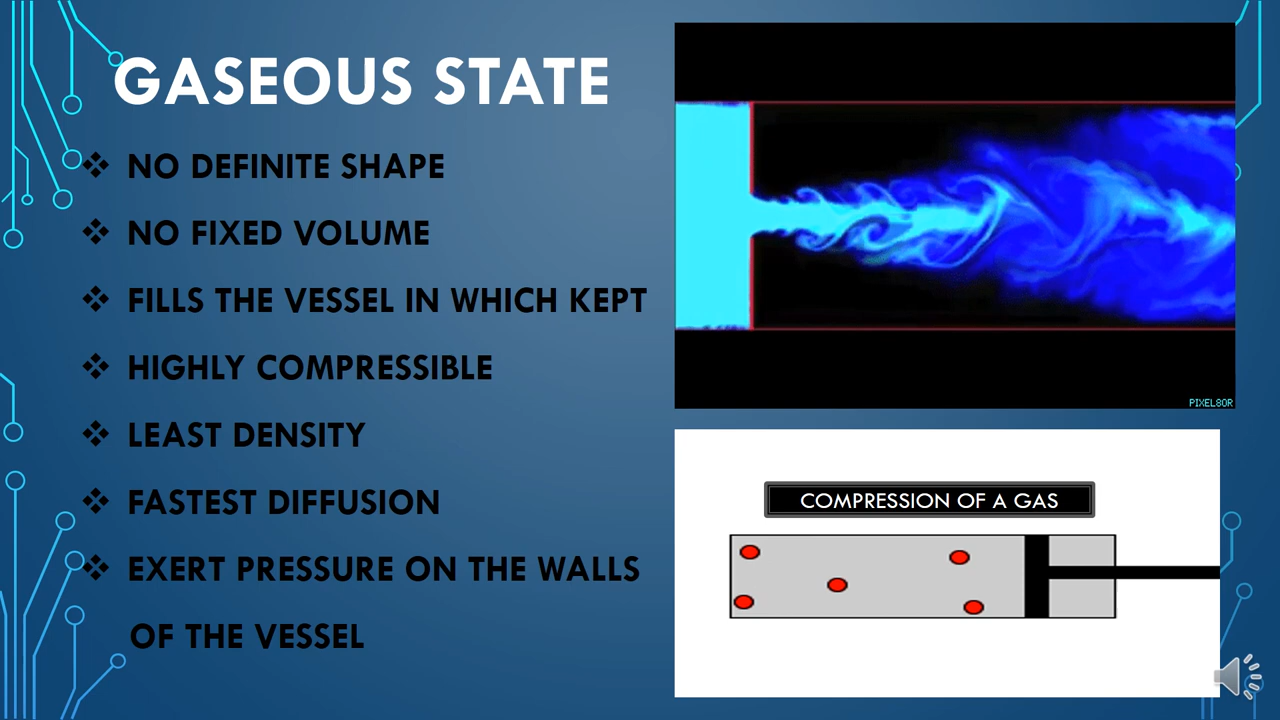 GASEOUS STATE
NO DEFINITE SHAPE
NO FIXED VOLUME
FILLS THE VESSEL IN WHICH KEPT
HIGHLY COMPRESSIBLE
LEAST DENSITY
FASTEST DIFFUSION
EXERT PRESSURE ON THE WALLS
OF THE VESSEL
PIXEL8OR
COMPRESSION OF A GAS